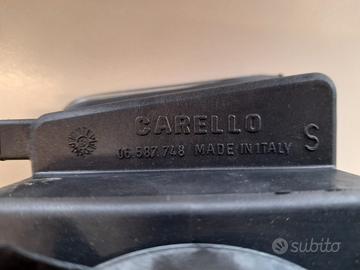 CARELLO
06.587.748 MADE IN ITALY S
subito